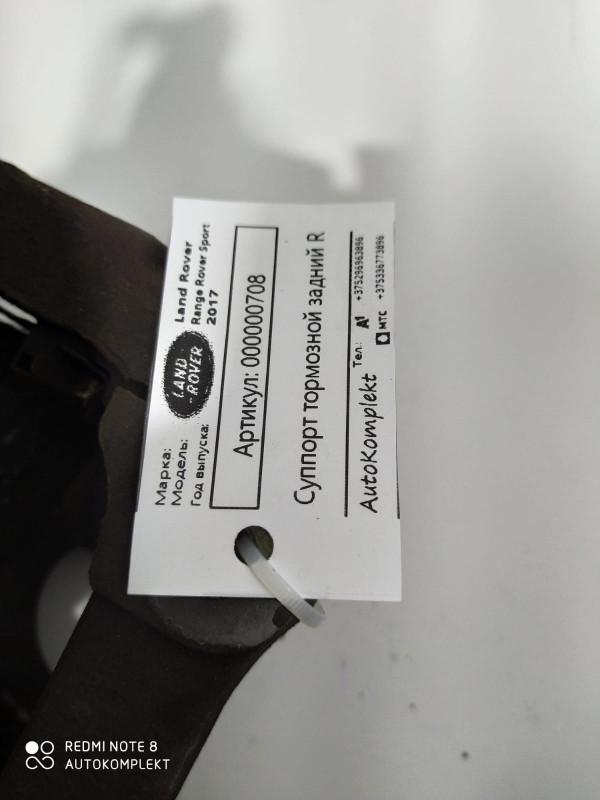 Марка: Land Rover
Модель: Range Rover Sport
Год выпуска: 2017
LAND
ROVER
Артикул: 000000708
Суппорт тормозной задний R
AutoKomplekt Тел.: A1 +375296963896
МТС +375336773896
REDMI NOTE 8
AUTOKOMPLEKT